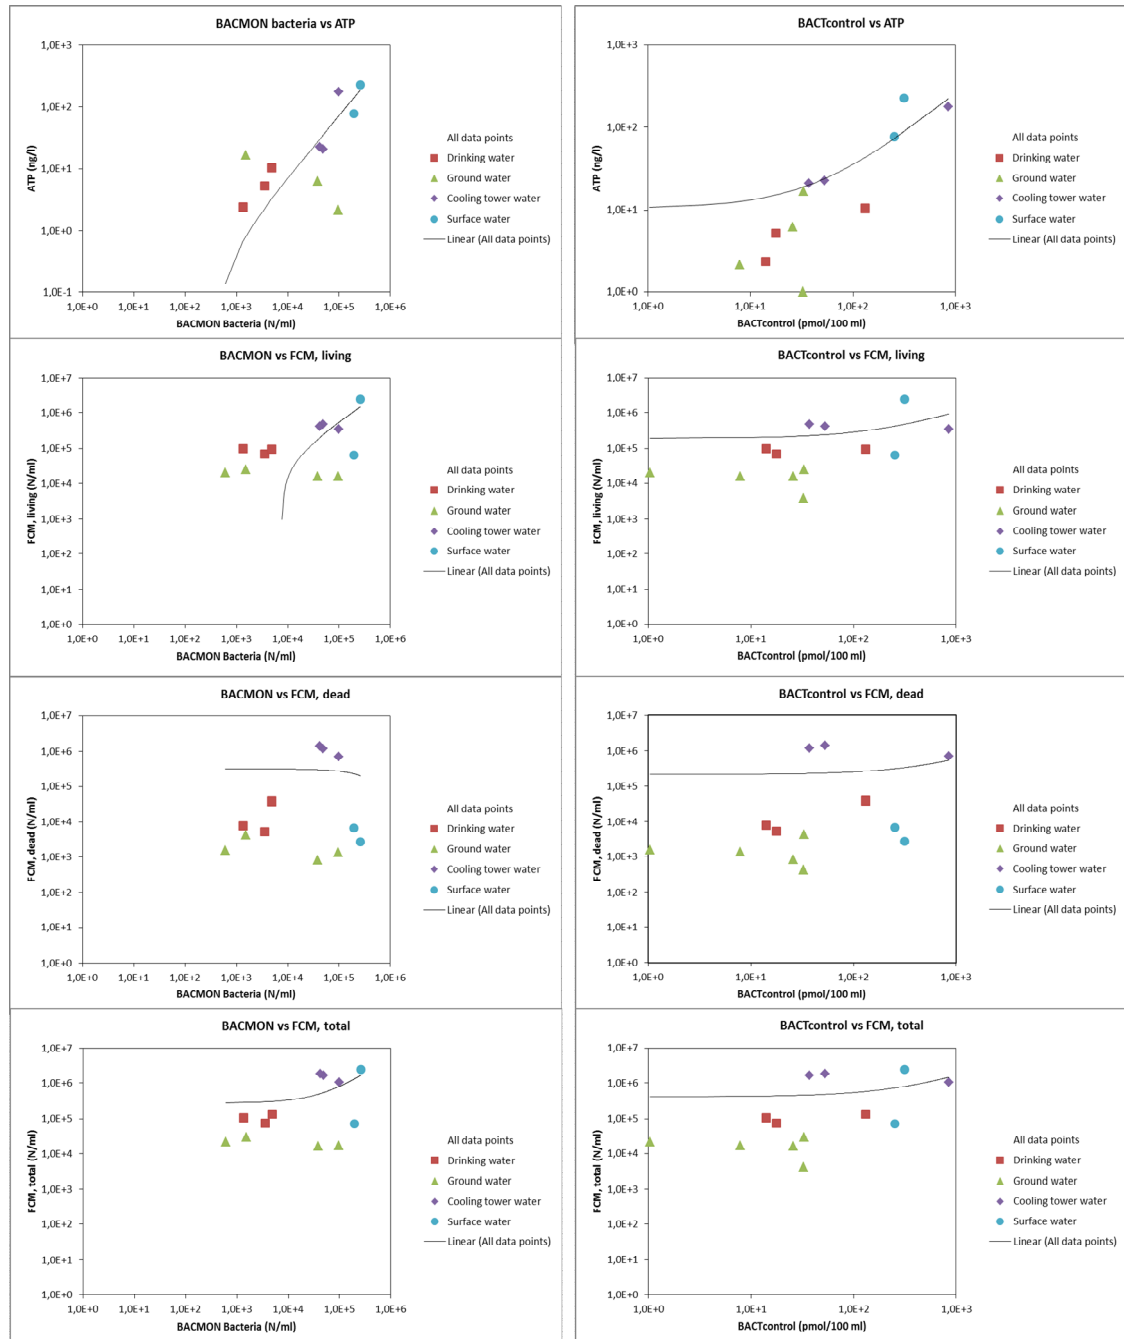 BACMON bacteria vs ATP
1,0E+3
1,0E+2
1,0E+1
1,0E+0
1,0E-1
ATP (ng/l)
1,0E+0 1,0E+1 1,0E+2 1,0E+3 1,0E+4 1,0E+5 1,0E+6
BACMON Bacteria (N/ml)
All data points
Drinking water
Ground water
Cooling tower water
Surface water
Linear (All data points)
BACTcontrol vs ATP
1,0E+3
1,0E+2
1,0E+1
1,0E+0
ATP (ng/l)
1,0E+0 1,0E+1 1,0E+2 1,0E+3
BACTcontrol (pmol/100 ml)
All data points
Drinking water
Ground water
Cooling tower water
Surface water
Linear (All data points)
BACMON vs FCM, living
1,0E+7
1,0E+6
1,0E+5
1,0E+4
1,0E+3
1,0E+2
1,0E+1
1,0E+0
FCM, living (N/ml)
1,0E+0 1,0E+1 1,0E+2 1,0E+3 1,0E+4 1,0E+5 1,0E+6
BACMON Bacteria (N/ml)
All data points
Drinking water
Ground water
Cooling tower water
Surface water
Linear (All data points)
BACTcontrol vs FCM, living
1,0E+7
1,0E+6
1,0E+5
1,0E+4
1,0E+3
1,0E+2
1,0E+1
1,0E+0
FCM, living (N/ml)
1,0E+0 1,0E+1 1,0E+2 1,0E+3
BACTcontrol (pmol/100 ml)
All data points
Drinking water
Ground water
Cooling tower water
Surface water
Linear (All data points)
BACMON vs FCM, dead
1,0E+7
1,0E+6
1,0E+5
1,0E+4
1,0E+3
1,0E+2
1,0E+1
1,0E+0
FCM, dead (N/ml)
1,0E+0 1,0E+1 1,0E+2 1,0E+3 1,0E+4 1,0E+5 1,0E+6
BACMON Bacteria (N/ml)
All data points
Drinking water
Ground water
Cooling tower water
Surface water
Linear (All data points)
BACTcontrol vs FCM, dead
1,0E+7
1,0E+6
1,0E+5
1,0E+4
1,0E+3
1,0E+2
1,0E+1
1,0E+0
FCM, dead (N/ml)
1,0E+0 1,0E+1 1,0E+2 1,0E+3
BACTcontrol (pmol/100 ml)
All data points
Drinking water
Ground water
Cooling tower water
Surface water
Linear (All data points)
BACMON vs FCM, total
1,0E+7
1,0E+6
1,0E+5
1,0E+4
1,0E+3
1,0E+2
1,0E+1
1,0E+0
FCM, total (N/ml)
1,0E+0 1,0E+1 1,0E+2 1,0E+3 1,0E+4 1,0E+5 1,0E+6
BACMON Bacteria (N/ml)
All data points
Drinking water
Ground water
Cooling tower water
Surface water
Linear (All data points)
BACTcontrol vs FCM, total
1,0E+7
1,0E+6
1,0E+5
1,0E+4
1,0E+3
1,0E+2
1,0E+1
1,0E+0
FCM, total (N/ml)
1,0E+0 1,0E+1 1,0E+2 1,0E+3
BACTcontrol (pmol/100 ml)
All data points
Drinking water
Ground water
Cooling tower water
Surface water
Linear (All data points)